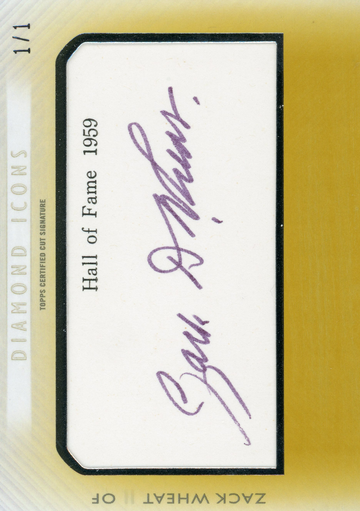 1/1
DIAMOND ICONS
TOPPS CERTIFIED CUT SIGNATURE
Hall of Fame 1959
Zack D. Wheat.
ZACK WHEAT || OF